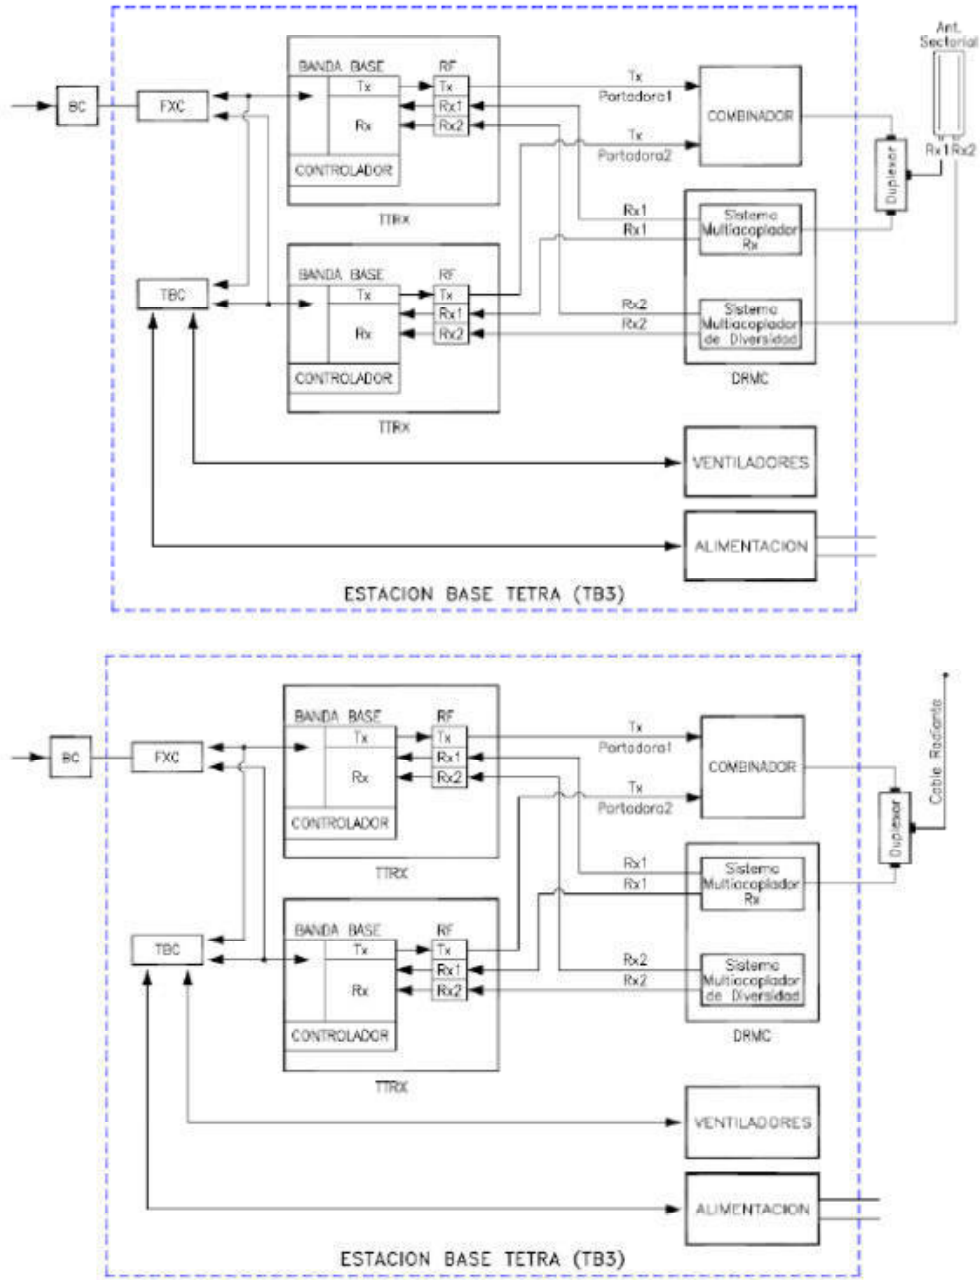 Ant.
Sectorial
BANDA BASE
RF
Tx
Tx
Tx
Portadora1
BC
FXC
Rx1
Rx
Rx2
COMBINADOR
Tx
Portadora2
Rx1
Rx2
Duplexor
CONTROLADOR
TTRX
Rx1
Rx1
Sistema
Multiacoplador
Rx
BANDA BASE
RF
TBC
Tx
Tx
Rx1
Rx
Rx2
Rx2
Rx2
Sistema
Multiacoplador
de Diversidad
CONTROLADOR
DRMC
TTRX
VENTILADORES
ALIMENTACION
ESTACION BASE TETRA (TB3)
BANDA BASE
RF
Tx
Tx
Tx
Portadora1
Cable Radiante
BC
FXC
Rx1
Rx
Rx2
COMBINADOR
Tx
Portadora2
Duplexor
CONTROLADOR
TTRX
Rx1
Rx1
Sistema
Multiacoplador
Rx
BANDA BASE
RF
TBC
Tx
Tx
Rx1
Rx
Rx2
Rx2
Rx2
Sistema
Multiacoplador
de Diversidad
CONTROLADOR
DRMC
TTRX
VENTILADORES
ALIMENTACION
ESTACION BASE TETRA (TB3)